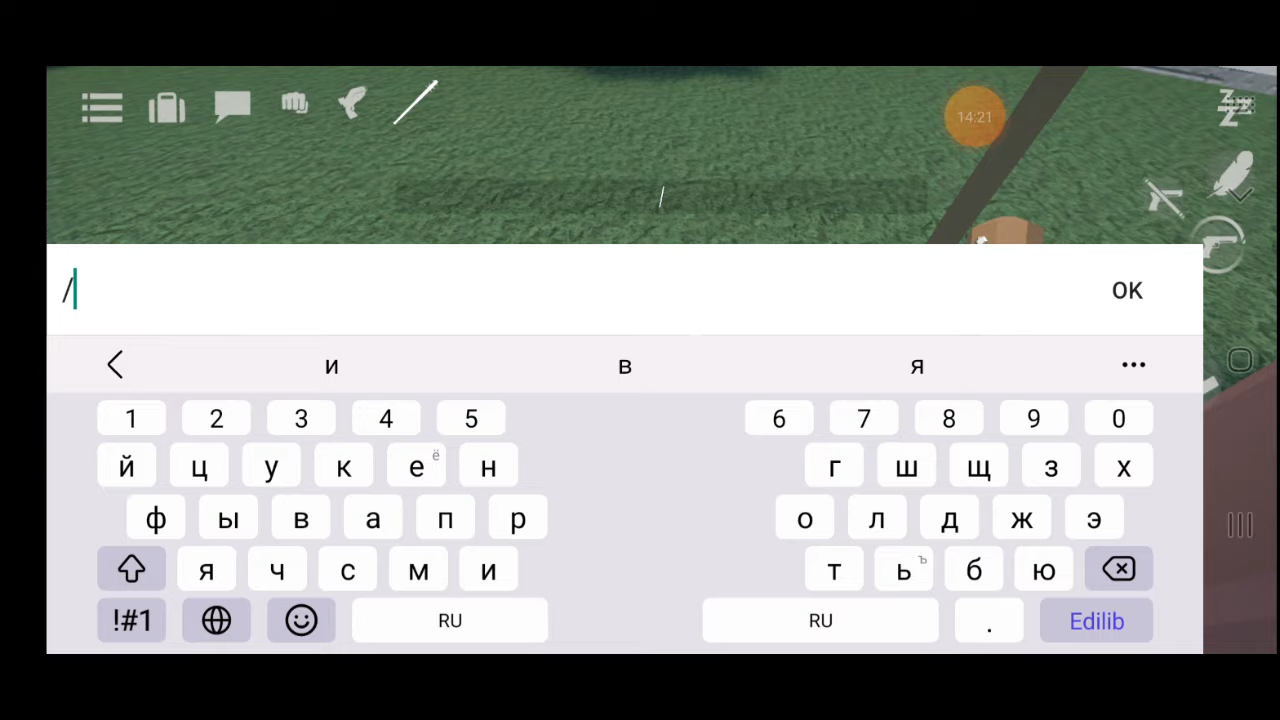 14:21
/
/
OK
и в я
1 2 3 4 5 6 7 8 9 0
й ц у к е ё н г ш щ з х
ф ы в а п р о л д ж э
я ч с м и т ь ъ б ю
!#1 RU RU . Edilib